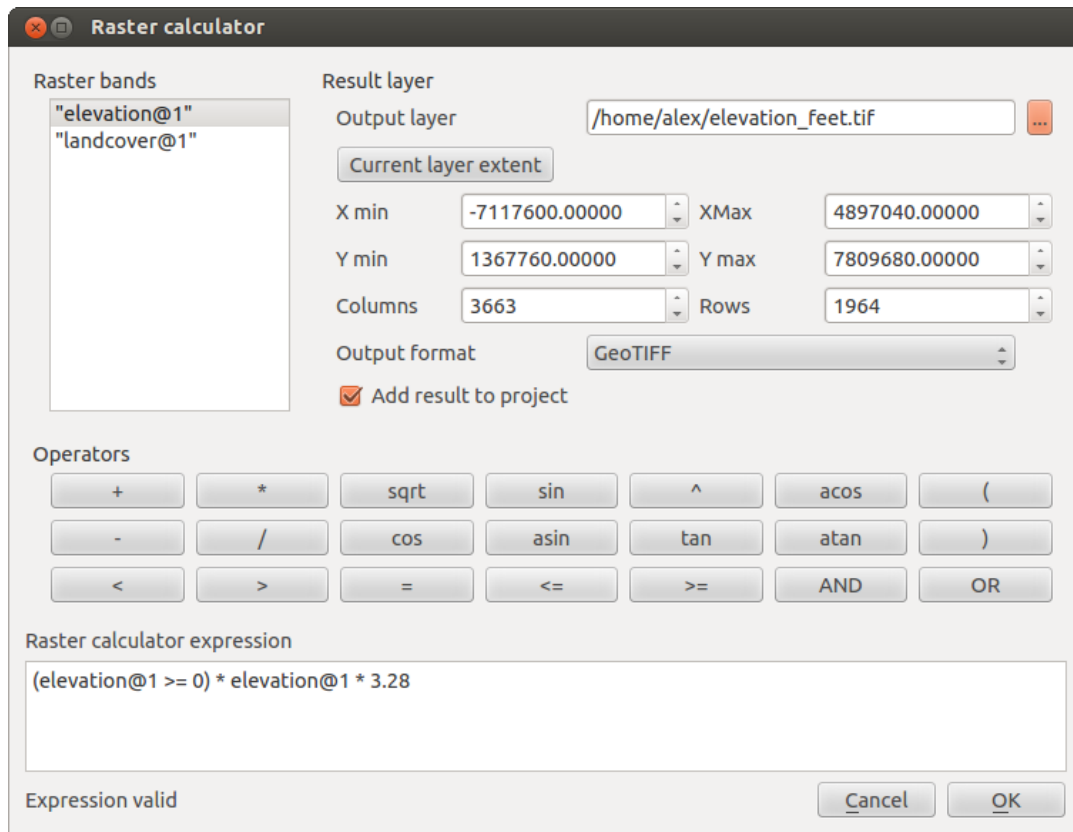 Raster calculator
Raster bands
"elevation@1"
"landcover@1"
Result layer
Output layer /home/alex/elevation_feet.tif ...
Current layer extent
X min -7117600.00000 XMax 4897040.00000
Y min 1367760.00000 Y max 7809680.00000
Columns 3663 Rows 1964
Output format GeoTIFF
Add result to project
Operators
+ * sqrt sin ^ acos (
- / cos asin tan atan )
< > = <= >= AND OR
Raster calculator expression
(elevation@1 >= 0) * elevation@1 * 3.28
Expression valid Cancel OK